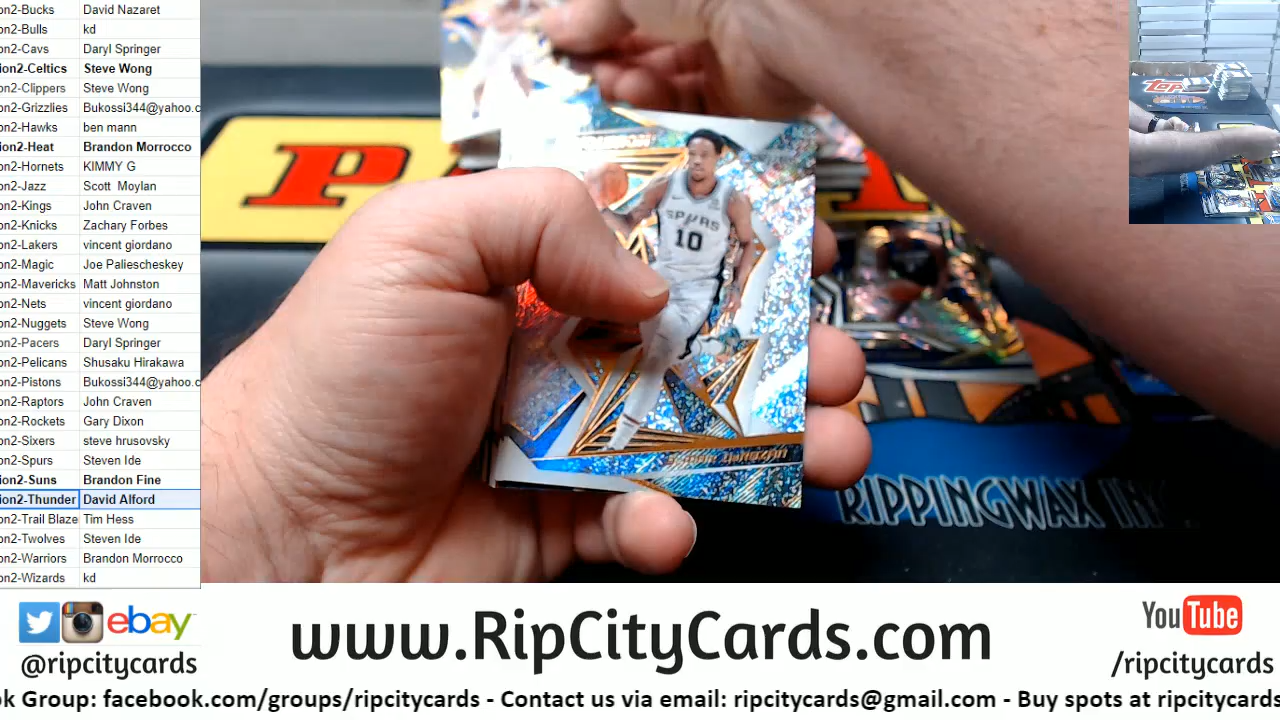 on2-Bucks David Nazaret
on2-Bulls kd
on2-Cavs Daryl Springer
ion2-Celtics Steve Wong
on2-Clippers Steve Wong
on2-Grizzlies Bukossi344@yahoo.c
on2-Hawks ben mann
ion2-Heat Brandon Morrocco
on2-Hornets KIMMY G
on2-Jazz Scott Moylan
on2-Kings John Craven
on2-Knicks Zachary Forbes
on2-Lakers vincent giordano
on2-Magic Joe Paliescheskey
on2-Mavericks Matt Johnston
on2-Nets vincent giordano
on2-Nuggets Steve Wong
on2-Pacers Daryl Springer
on2-Pelicans Shusaku Hirakawa
on2-Pistons Bukossi344@yahoo.c
on2-Raptors John Craven
on2-Rockets Gary Dixon
on2-Sixers steve hrusovsky
on2-Spurs Steven Ide
ion2-Suns Brandon Fine
ion2-Thunder David Alford
on2-Trail Blaze Tim Hess
on2-Twolves Steven Ide
on2-Warriors Brandon Morrocco
on2-Wizards kd
SPURS
10
RIPPINGWAX IN
ebay
@ripcitycards
www.RipCityCards.com
YouTube
/ripcitycards
ok Group: facebook.com/groups/ripcitycards - Contact us via email: ripcitycards@gmail.com - Buy spots at ripcitycards